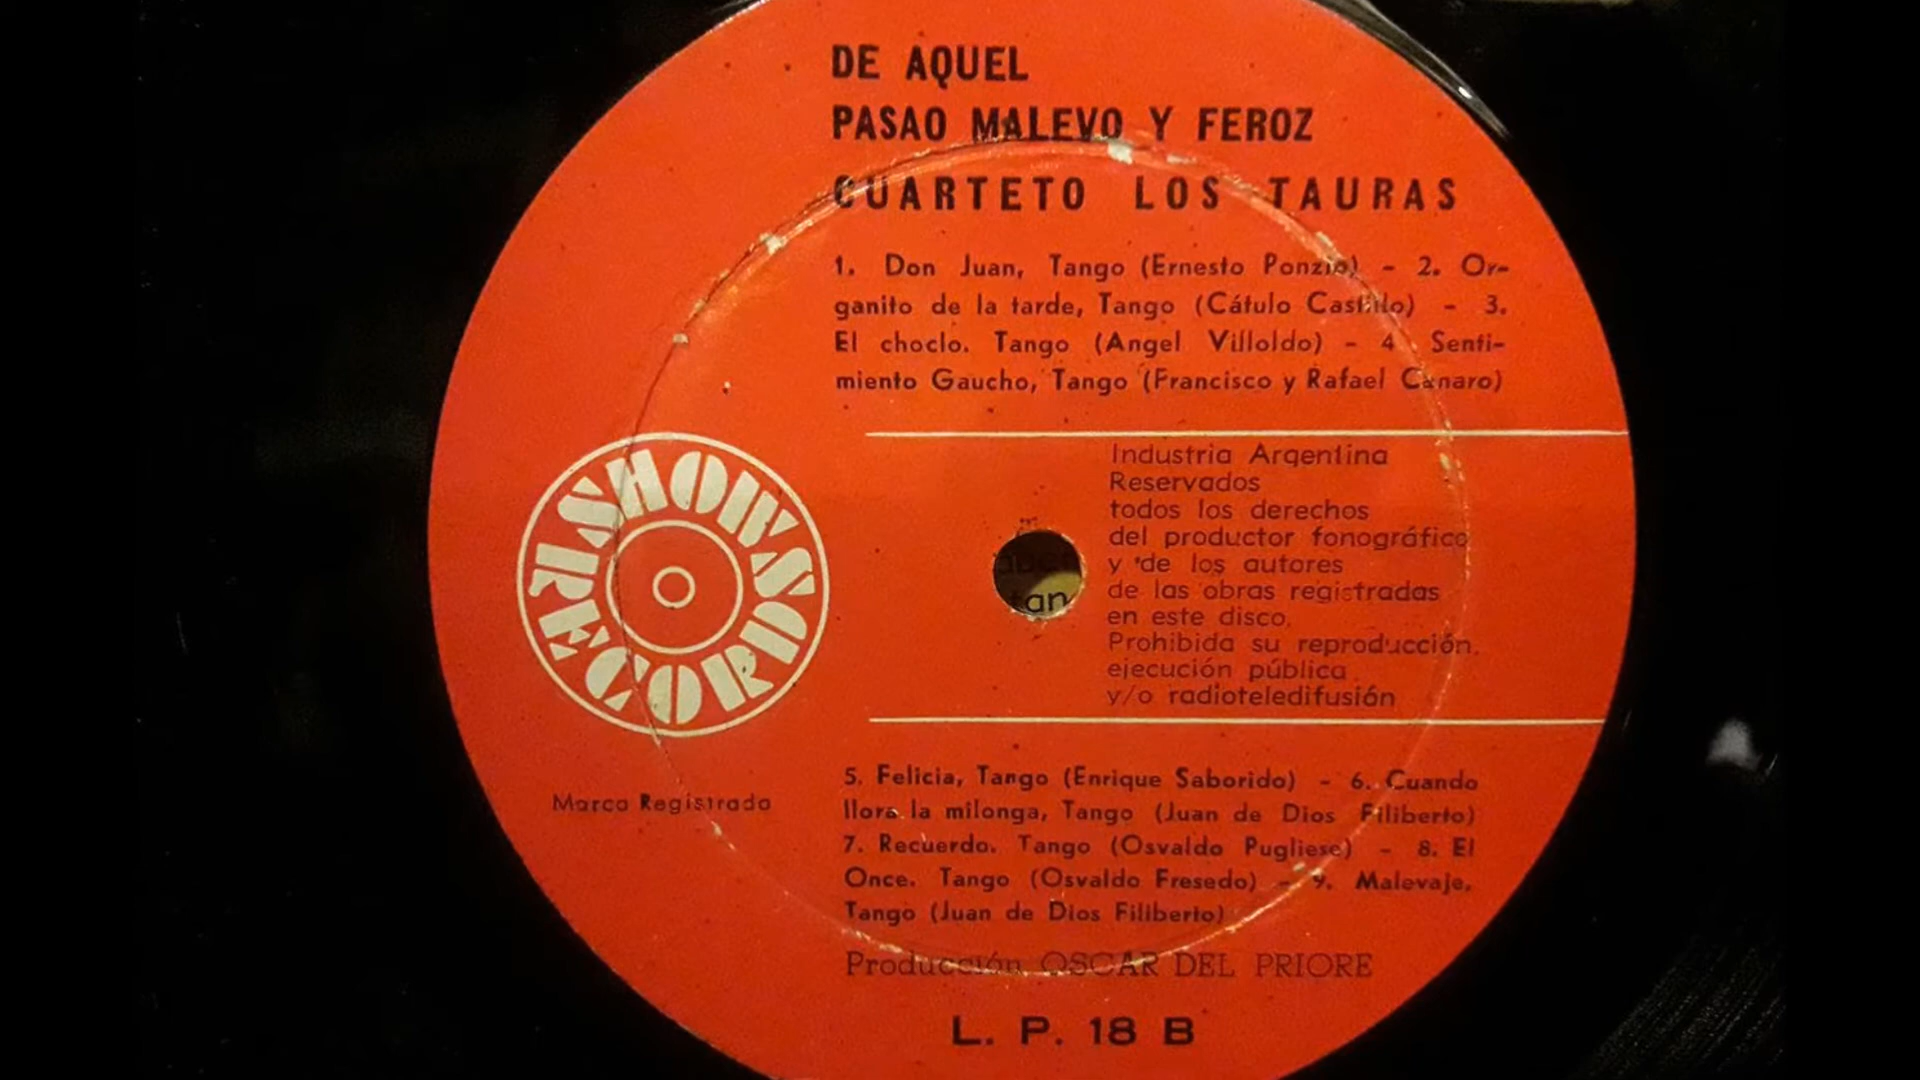 DE AQUEL
PASAO MALEVO Y FEROZ
CUARTETO LOS TAURAS
1. Don Juan, Tango (Ernesto Ponzio) - 2. Or-
ganito de la tarde, Tango (Cátulo Castillo) - 3.
El choclo. Tango (Angel Villoldo) - 4 Senti-
miento Gaucho, Tango (Francisco y Rafael Canaro)
SHOWS RECORDS
Marca Registrada
Industria Argentina
Reservados
todos los derechos
del productor fonográfico
y de los autores
de las obras registradas
en este disco.
Prohibida su reproducción,
ejecución pública
y/o radioteledifusión
5. Felicia, Tango (Enrique Saborido) - 6. Cuando
llora la milonga, Tango (Juan de Dios Filiberto)
7. Recuerdo. Tango (Osvaldo Pugliese) - 8. El
Once. Tango (Osvaldo Fresedo) - 9. Malevaje.
Tango (Juan de Dios Filiberto)
Producción OSCAR DEL PRIORE
L. P. 18 B